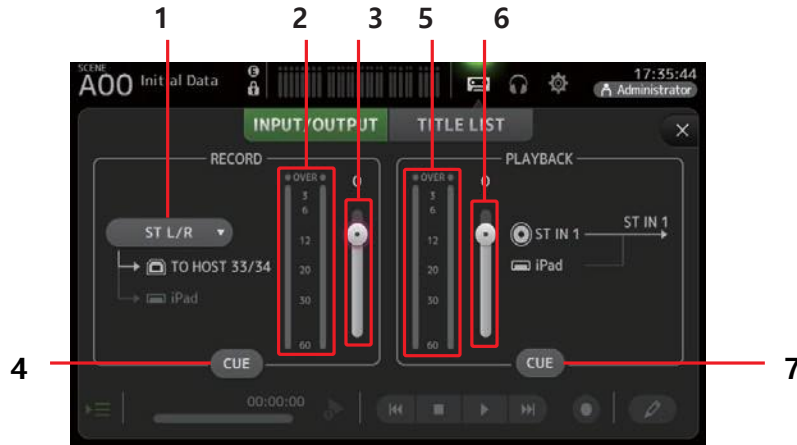 1 2 3 5 6
SCENE
A00 Initial Data E 17:35:44
Administrator
INPUT/OUTPUT TITLE LIST ×
RECORD
OVER 0
3
6
12
20
30
60
ST L/R
TO HOST 33/34
iPad
CUE
PLAYBACK
OVER 0
3
6
12
20
30
60
ST IN 1 ST IN 1
iPad
CUE
4 7
00:00:00